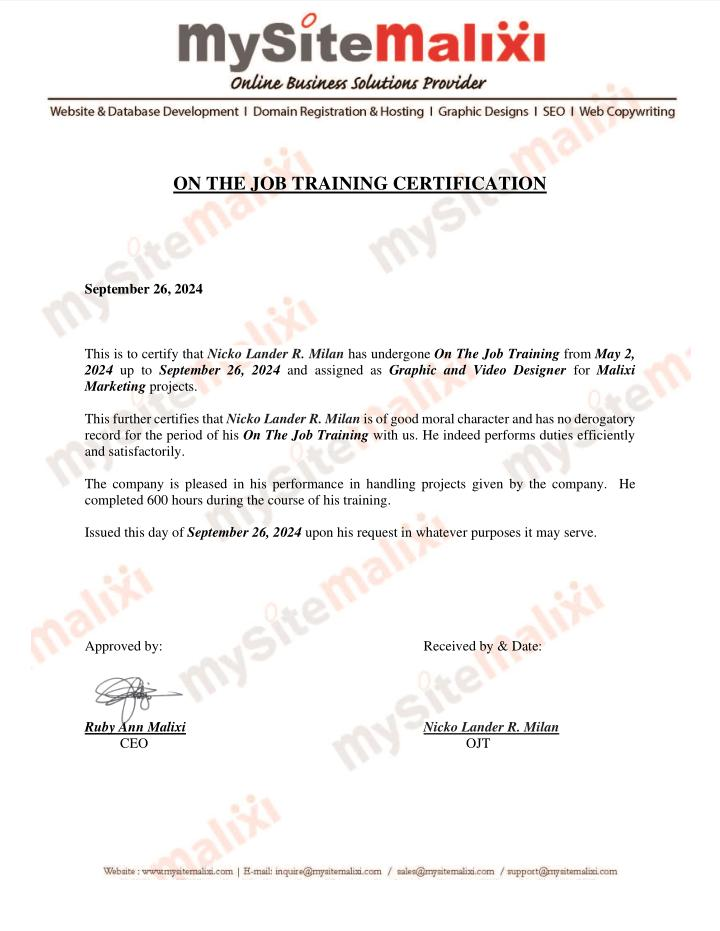 mySiteMalixi
Online Business Solutions Provider
Website & Database Development I Domain Registration & Hosting I Graphic Designs I SEO I Web Copywriting
ON THE JOB TRAINING CERTIFICATION
September 26, 2024
This is to certify that Nicko Lander R. Milan has undergone On The Job Training from May 2,
2024 up to September 26, 2024 and assigned as Graphic and Video Designer for Malixi
Marketing projects.
This further certifies that Nicko Lander R. Milan is of good moral character and has no derogatory
record for the period of his On The Job Training with us. He indeed performs duties efficiently
and satisfactorily.
The company is pleased in his performance in handling projects given by the company. He
completed 600 hours during the course of his training.
Issued this day of September 26, 2024 upon his request in whatever purposes it may serve.
Approved by:
Received by & Date:
Ruby Ann Malixi
Nicko Lander R. Milan
CEO
OJT
Website : www.mysitemalixi.com | E-mail: inquire@mysitemalixi.com / sales@mysitemalixi.com / support@mysitemalixi.com